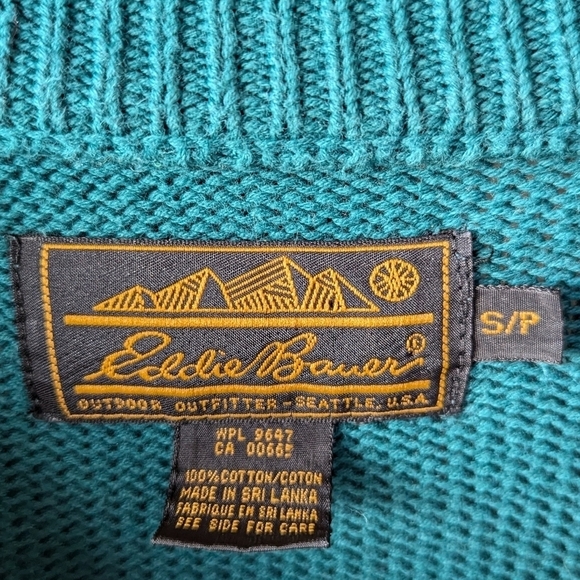 Eddie Bauer®
OUTDOOR OUTFITTER - SEATTLE, U.S.A.
S/P
WPL 9647
CA 00665
100% COTTON/COTON
MADE IN SRI LANKA
FABRIQUE EM SRI LANKA
SEE SIDE FOR CARE